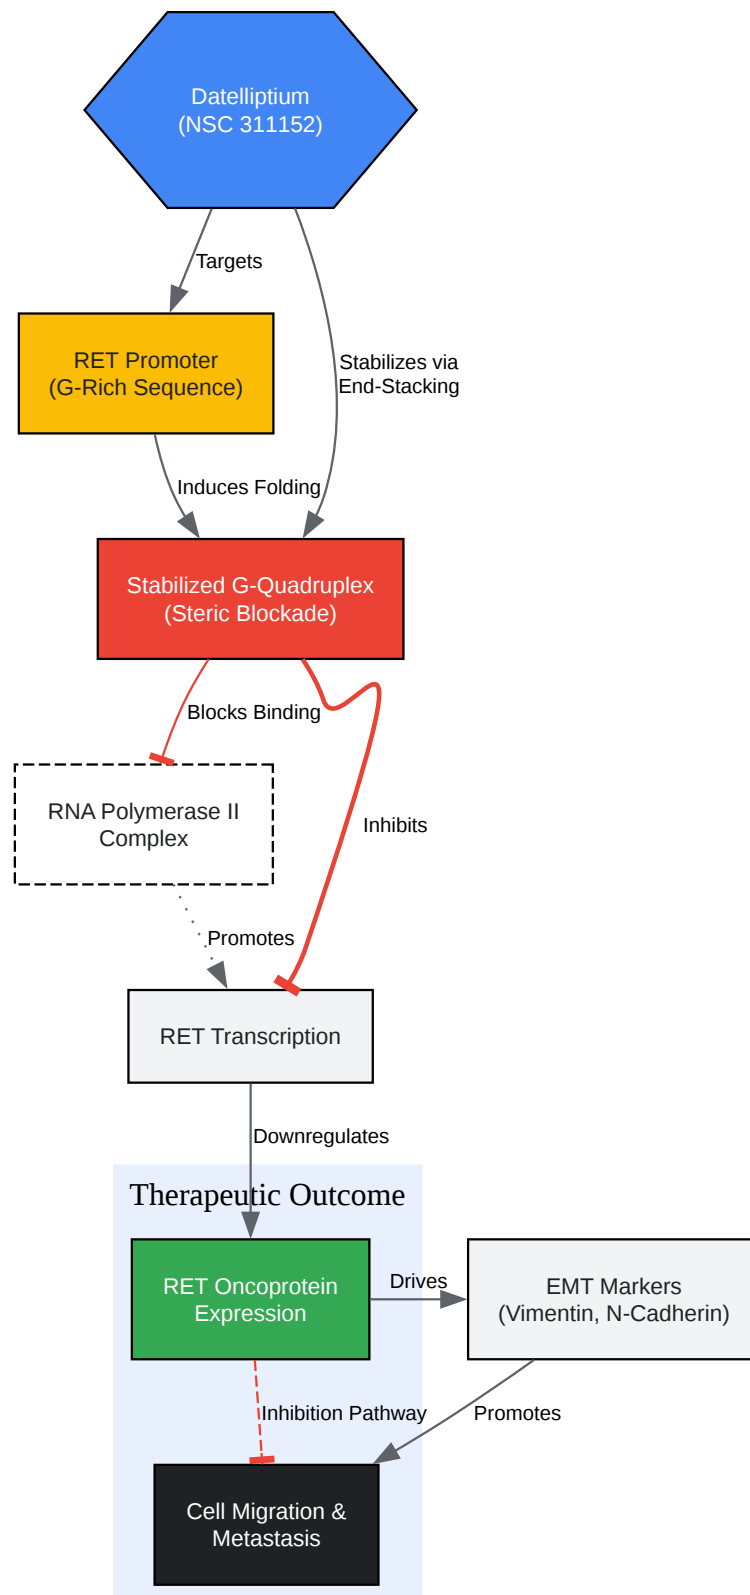 Datelliptium
(NSC 311152)
Targets
Stabilizes via
End-Stacking
RET Promoter
(G-Rich Sequence)
Induces Folding
Stabilized G-Quadruplex
(Steric Blockade)
Blocks Binding
Inhibits
RNA Polymerase II
Complex
Promotes
RET Transcription
Downregulates
Therapeutic Outcome
RET Oncoprotein
Expression
Drives
EMT Markers
(Vimentin, N-Cadherin)
Inhibition Pathway
Promotes
Cell Migration &
Metastasis